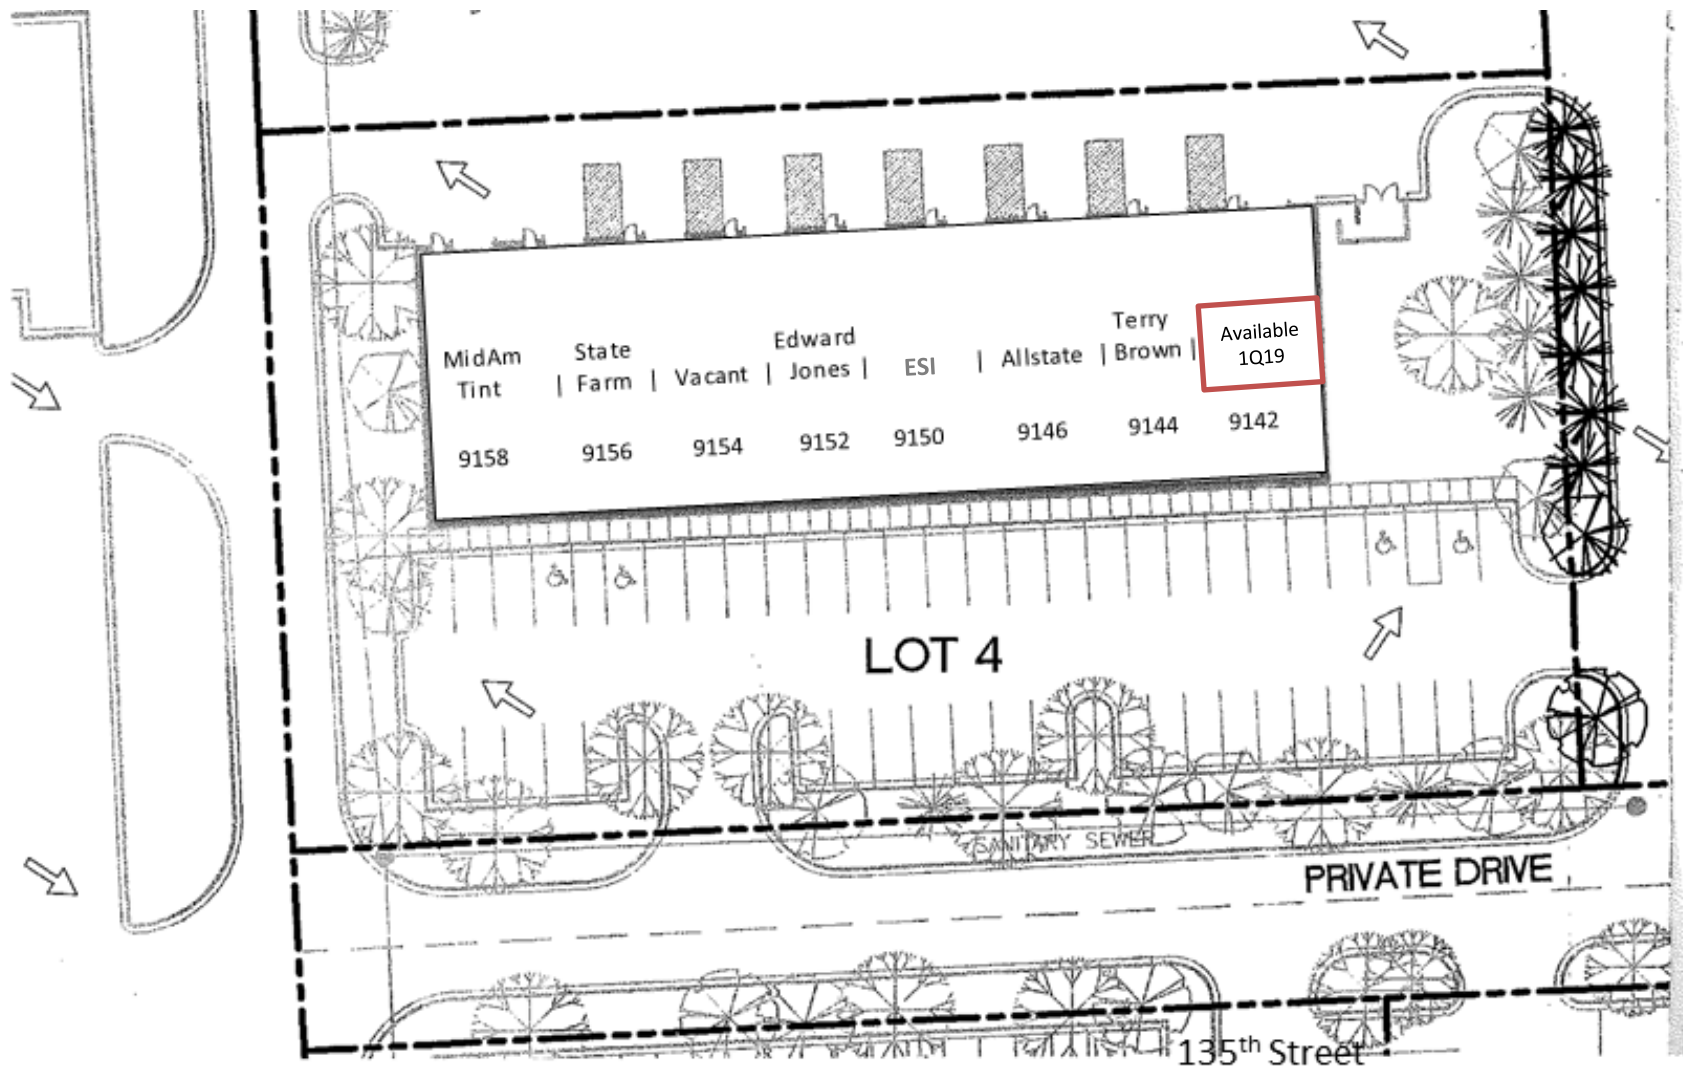 MidAm
Tint
9158
| State
Farm
9156
| Vacant
9154
| Edward
Jones |
9152
ESI
9150
| Allstate
9146
| Terry
Brown |
9144
Available
1Q19
9142
LOT 4
SANITARY SEWER
PRIVATE DRIVE
135th Street